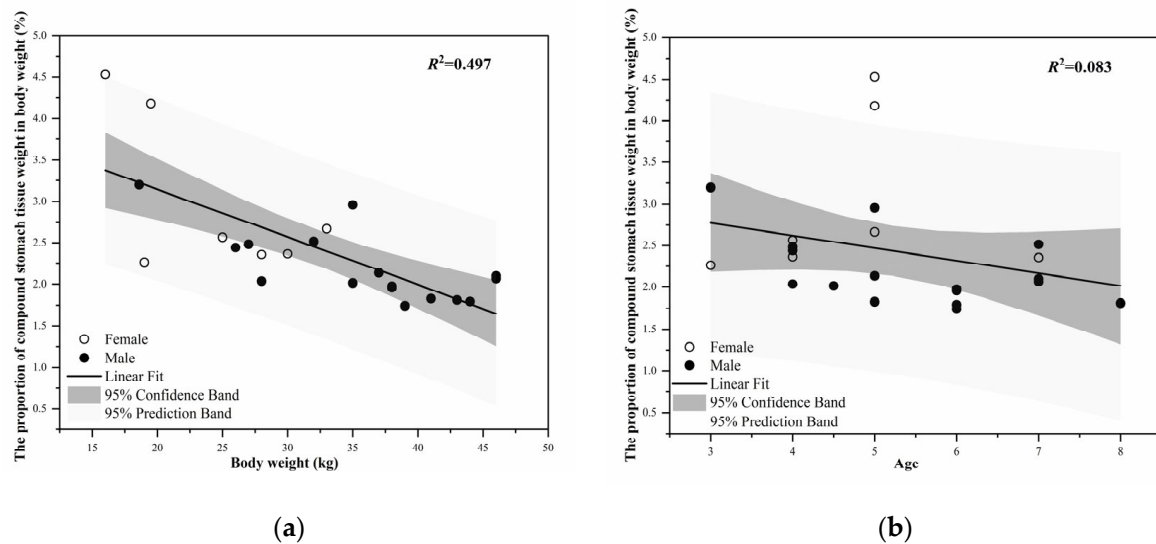 The proportion of compound stomach tissue weight in body weight (%)
5.0
4.5
4.0
3.5
3.0
2.5
2.0
1.5
1.0
0.5
R²=0.497
Female
Male
Linear Fit
95% Confidence Band
95% Prediction Band
15 20 25 30 35 40 45 50
Body weight (kg)
(a)
The proportion of compound stomach tissue weight in body weight (%)
5.0
4.5
4.0
3.5
3.0
2.5
2.0
1.5
1.0
0.5
R²=0.083
Female
Male
Linear Fit
95% Confidence Band
95% Prediction Band
3 4 5 6 7 8
Age
(b)